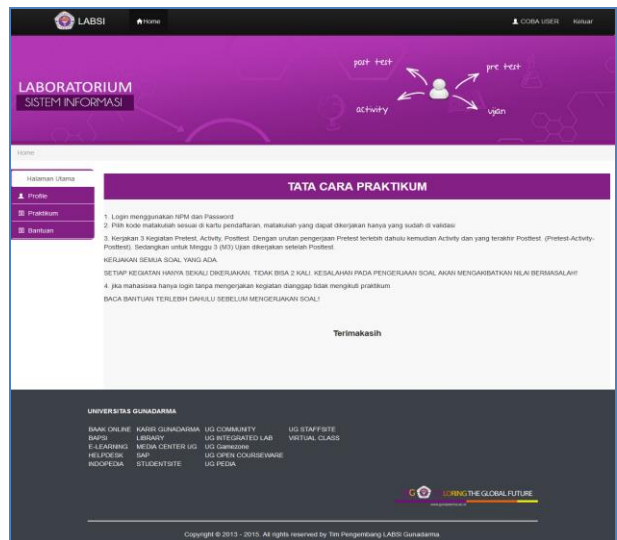 LABSI Home COBA USER Keluar
post test
pre test
LABORATORIUM
SISTEM INFORMASI
activity
ujian
Home
Halaman Utama
Profile
Praktikum
Bantuan
TATA CARA PRAKTIKUM
1. Login menggunakan NPM dan Password
2. Pilih kode matakuliah sesuai di kartu pendaftaran, matakuliah yang dapat dikerjakan hanya yang sudah di validasi
3. Kerjakan 3 Kegiatan Pretest, Activity, Posttest. Dengan urutan pengerjaan Pretest terlebih dahulu kemudian Activity dan yang terakhir Posttest. (Pretest-Activity-
Posttest). Sedangkan untuk Minggu 3 (M3) Ujian dikerjakan setelah Posttest.
KERJAKAN SEMUA SOAL YANG ADA.
SETIAP KEGIATAN HANYA SEKALI DIKERJAKAN, TIDAK BISA 2 KALI. KESALAHAN PADA PENGERJAAN SOAL AKAN MENGAKIBATKAN NILAI BERMASALAH!!
4. jika mahasiswa hanya login tanpa mengerjakan kegiatan dianggap tidak mengikuti praktikum.
BACA BANTUAN TERLEBIH DAHULU SEBELUM MENGERJAKAN SOAL!
Terimakasih
UNIVERSITAS GUNADARMA
BAAK ONLINE KARIR GUNADARMA UG COMMUNITY UG STAFFSITE
BAPSI LIBRARY UG INTEGRATED LAB VIRTUAL CLASS
E-LEARNING MEDIA CENTER UG UG Gamezone
HELPDESK SAP UG OPEN COURSEWARE
INDOPEDIA STUDENTSITE UG PEDIA
G LORING THE GLOBAL FUTURE
Copyright © 2013 - 2015. All rights reserved by Tim Pengembang LABSI Gunadarma